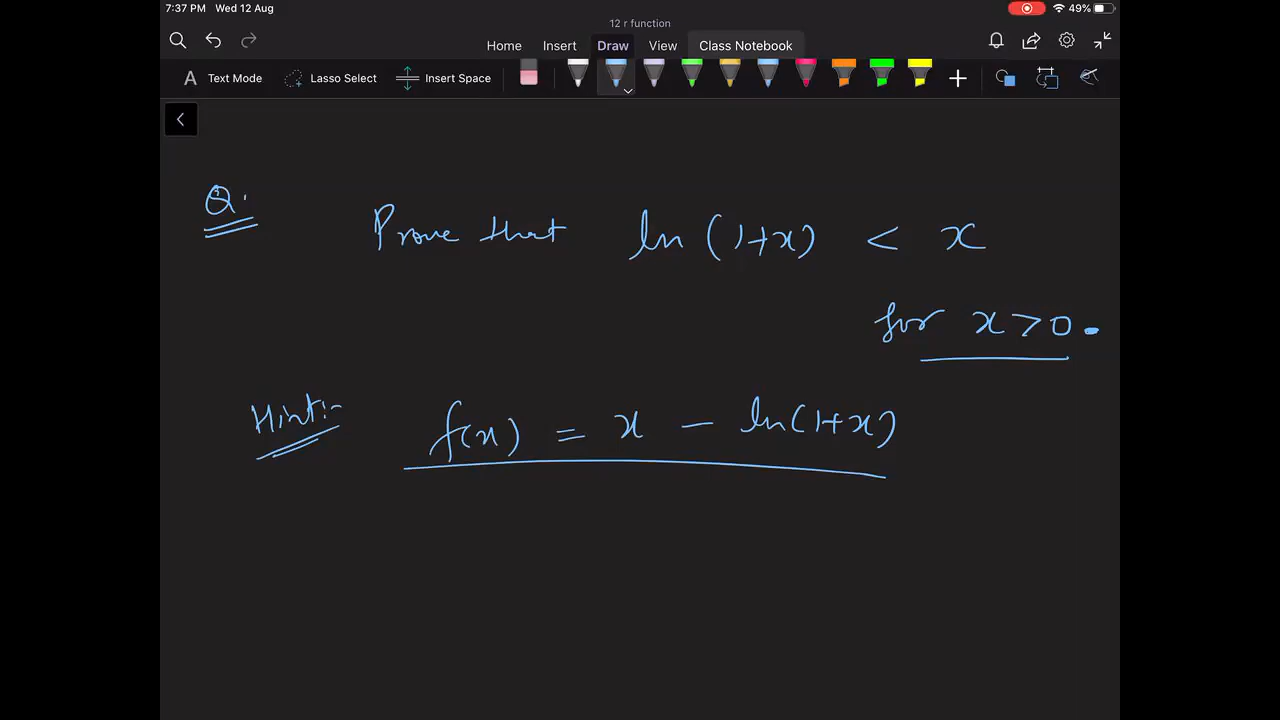 7:37 PM Wed 12 Aug
49%
12 r function
Home Insert Draw View Class Notebook
A Text Mode Lasso Select Insert Space
Q.
Prove that ln (1+x) < x
for x > 0.
Hint:-
f(x) = x - ln(1+x)